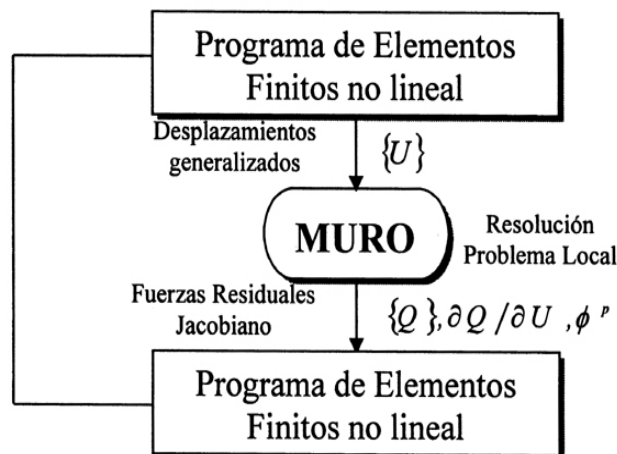 Programa de Elementos
Finitos no lineal
Desplazamientos
generalizados
{U}
MURO
Resolución
Problema Local
Fuerzas Residuales
Jacobiano
{Q}, ∂Q/∂U, ϕᵖ
Programa de Elementos
Finitos no lineal